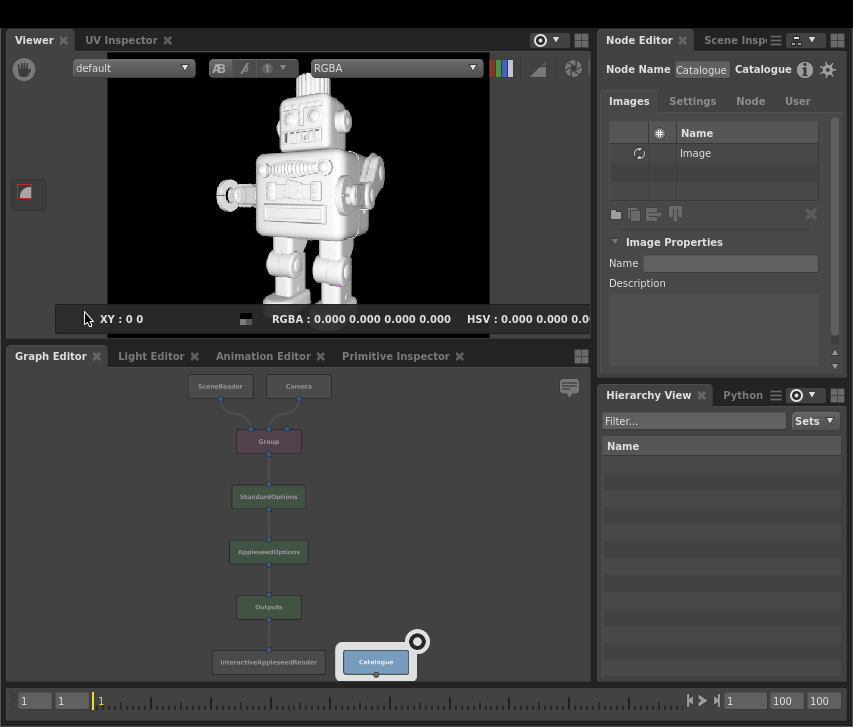 Viewer UV Inspector
default AB 1 RGBA
XY : 0 0 RGBA : 0.000 0.000 0.000 0.000 HSV : 0.000 0.000 0.0
Graph Editor Light Editor Animation Editor Primitive Inspector
SceneReader Camera
Group
StandardOptions
AppleseedOptions
Outputs
InteractiveAppleseedRender Catalogue
Node Editor Scene Insp
Node Name Catalogue Catalogue
Images Settings Node User
Name
Image
Image Properties
Name
Description
Hierarchy View Python
Filter... Sets
Name
1 1 1 1 100 100